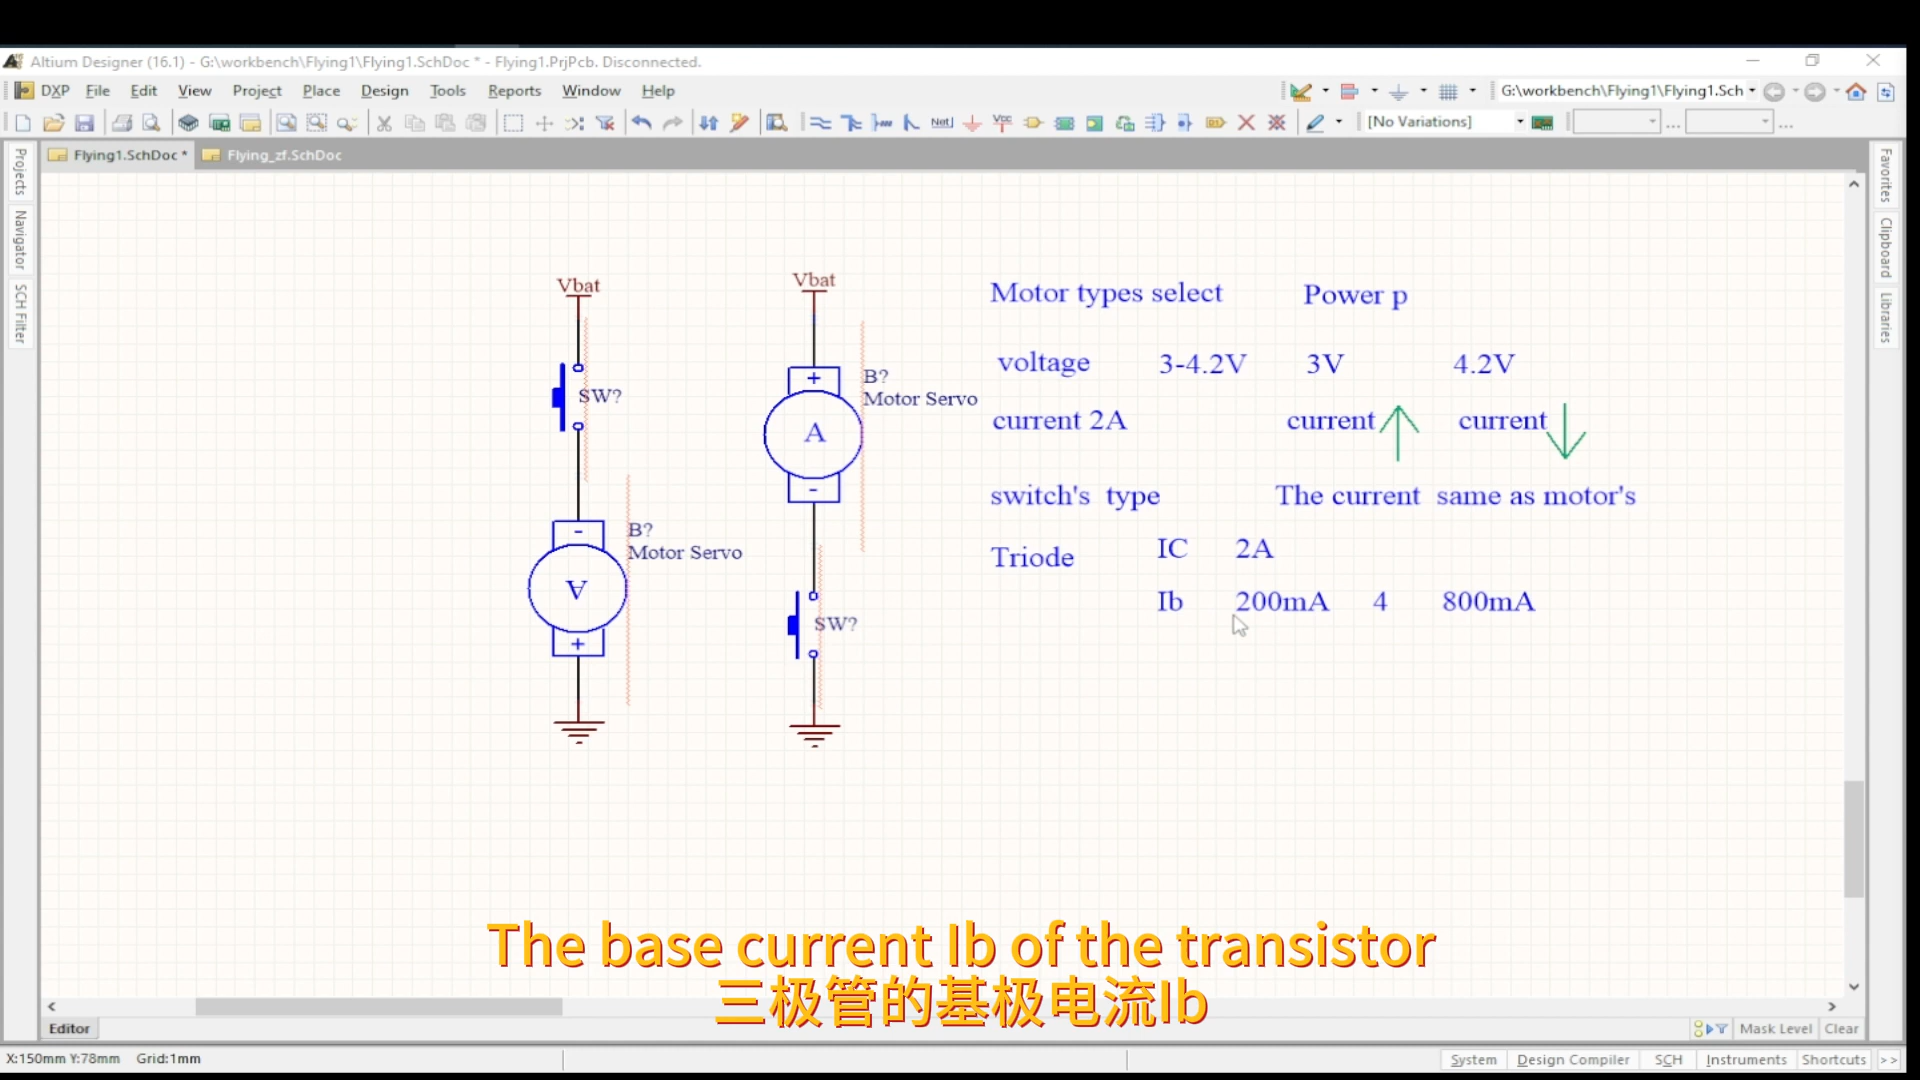 Altium Designer (16.1) - G:\workbench\Flying1\Flying1.SchDoc * - Flying1.PrjPcb. Disconnected.
DXP File Edit View Project Place Design Tools Reports Window Help
G:\workbench\Flying1\Flying1.Sch
Net
Vcc
D1
[No Variations]
Flying1.SchDoc *
Flying_zf.SchDoc
Projects
Navigator
SCH Filter
Favorites
Clipboard
Libraries
Vbat
SW?
-
B?
Motor Servo
A
+
Vbat
+
B?
Motor Servo
A
-
SW?
Motor types select Power p
voltage 3-4.2V 3V 4.2V
current 2A current current
switch's type The current same as motor's
Triode IC 2A
Ib 200mA 4 800mA
The base current Ib of the transistor
三极管的基极电流Ib
Editor
Mask Level Clear
X:150mm Y:78mm Grid:1mm
System Design Compiler SCH Instruments Shortcuts >>